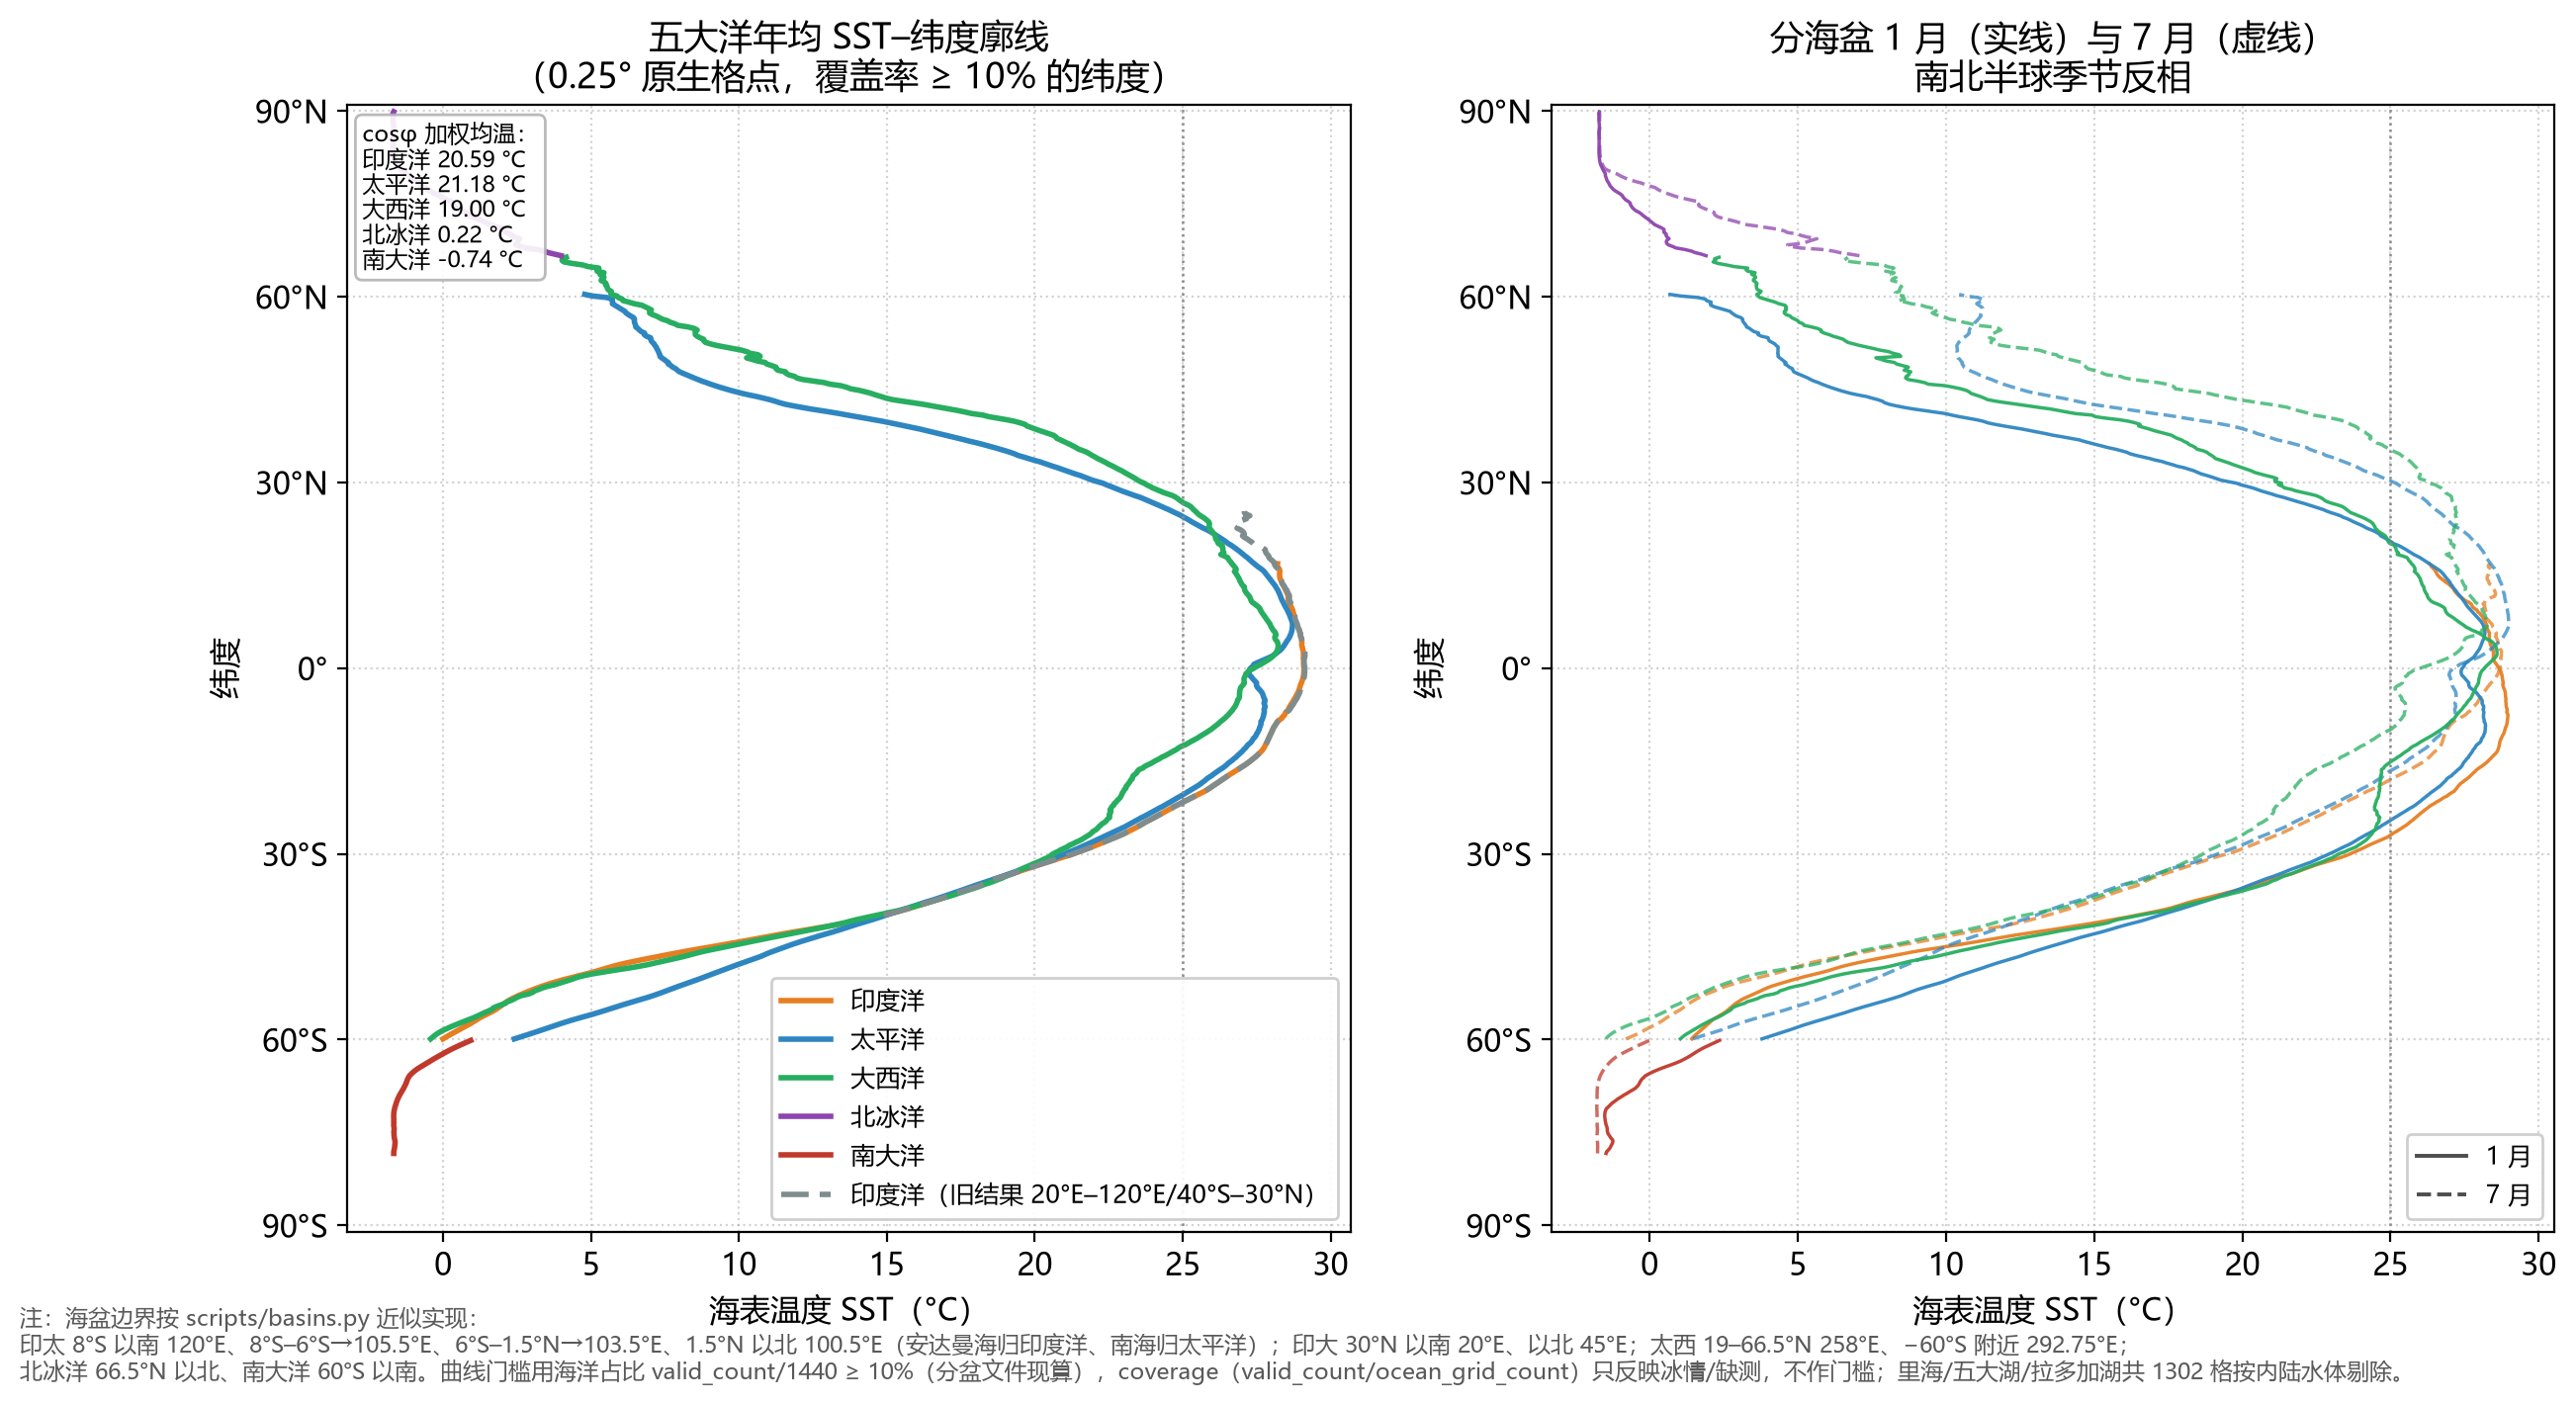 五大洋年均 SST–纬度廓线
（0.25° 原生格点，覆盖率 ≥ 10% 的纬度）
90°N
60°N
30°N
0°
30°S
60°S
90°S
纬度
cosφ 加权均温：
印度洋 20.59 °C
太平洋 21.18 °C
大西洋 19.00 °C
北冰洋 0.22 °C
南大洋 -0.74 °C
印度洋
太平洋
大西洋
北冰洋
南大洋
印度洋（旧结果 20°E–120°E/40°S–30°N）
0 5 10 15 20 25 30
海表温度 SST（°C）
分海盆 1 月（实线）与 7 月（虚线）
南北半球季节反相
90°N
60°N
30°N
0°
30°S
60°S
90°S
纬度
1 月
7 月
0 5 10 15 20 25 30
海表温度 SST（°C）
注：海盆边界按 scripts/basins.py 近似实现：
印太 8°S 以南 120°E、8°S–6°S→105.5°E、6°S–1.5°N→103.5°E、1.5°N 以北 100.5°E（安达曼海归印度洋、南海归太平洋）；印大 30°N 以南 20°E、以北 45°E；太西 19–66.5°N 258°E、−60°S 附近 292.75°E；
北冰洋 66.5°N 以北、南大洋 60°S 以南。曲线门槛用海洋占比 valid_count/1440 ≥ 10%（分盆文件现算），coverage（valid_count/ocean_grid_count）只反映冰情/缺测，不作门槛；里海/五大湖/拉多加湖共 1302 格按内陆水体剔除。